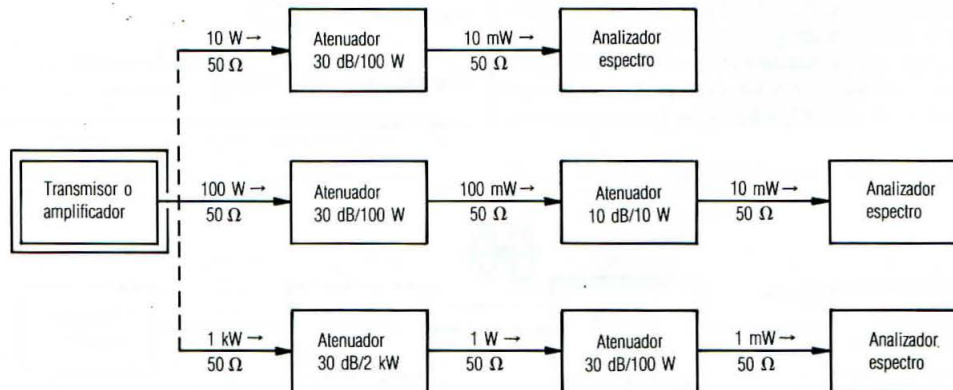 10 W →
50 Ω
Atenuador
30 dB/100 W
10 mW →
50 Ω
Analizador
espectro
Transmisor o
amplificador
100 W →
50 Ω
Atenuador
30 dB/100 W
100 mW →
50 Ω
Atenuador
10 dB/10 W
10 mW →
50 Ω
Analizador
espectro
1 kW →
50 Ω
Atenuador
30 dB/2 kW
1 W →
50 Ω
Atenuador
30 dB/100 W
1 mW →
50 Ω
Analizador
espectro